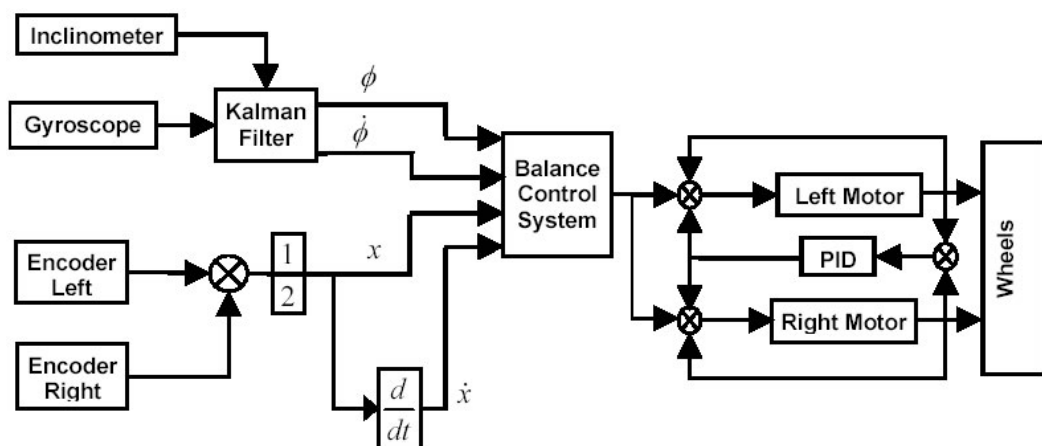 Inclinometer
Gyroscope
Kalman
Filter
ϕ
ϕ̇
Balance
Control
System
Encoder
Left
Encoder
Right
1
2
x
d
dt
ẋ
Left Motor
PID
Right Motor
Wheels